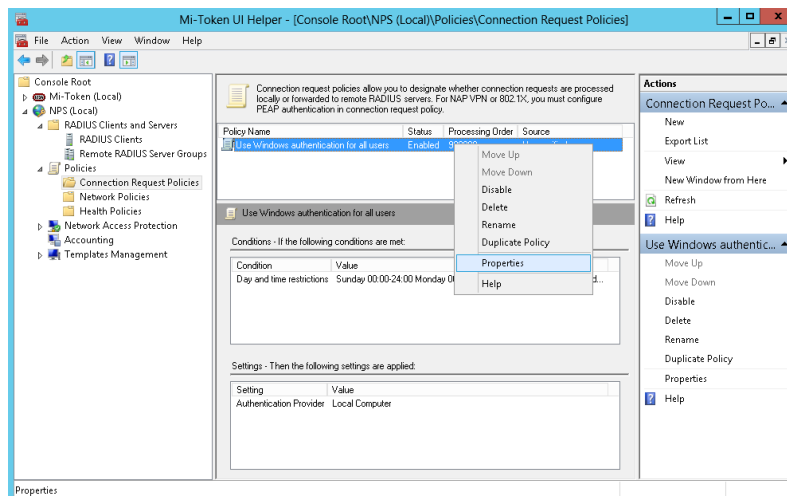 Mi-Token UI Helper - [Console Root\NPS (Local)\Policies\Connection Request Policies]
File Action View Window Help
Console Root
Mi-Token (Local)
NPS (Local)
RADIUS Clients and Servers
RADIUS Clients
Remote RADIUS Server Groups
Policies
Connection Request Policies
Network Policies
Health Policies
Network Access Protection
Accounting
Templates Management
Connection request policies allow you to designate whether connection requests are processed
locally or forwarded to remote RADIUS servers. For NAP VPN or 802.1X, you must configure
PEAP authentication in connection request policy.
Policy Name Status Processing Order Source
Use Windows authentication for all users Enabled
Move Up
Move Down
Disable
Delete
Rename
Duplicate Policy
Properties
Help
Use Windows authentication for all users
Conditions - If the following conditions are met:
Condition Value
Day and time restrictions Sunday 00:00-24:00 Monday
Settings - Then the following settings are applied:
Setting Value
Authentication Provider Local Computer
Actions
Connection Request Po...
New
Export List
View
New Window from Here
Refresh
Help
Use Windows authentic...
Move Up
Move Down
Disable
Delete
Rename
Duplicate Policy
Properties
Help
Properties